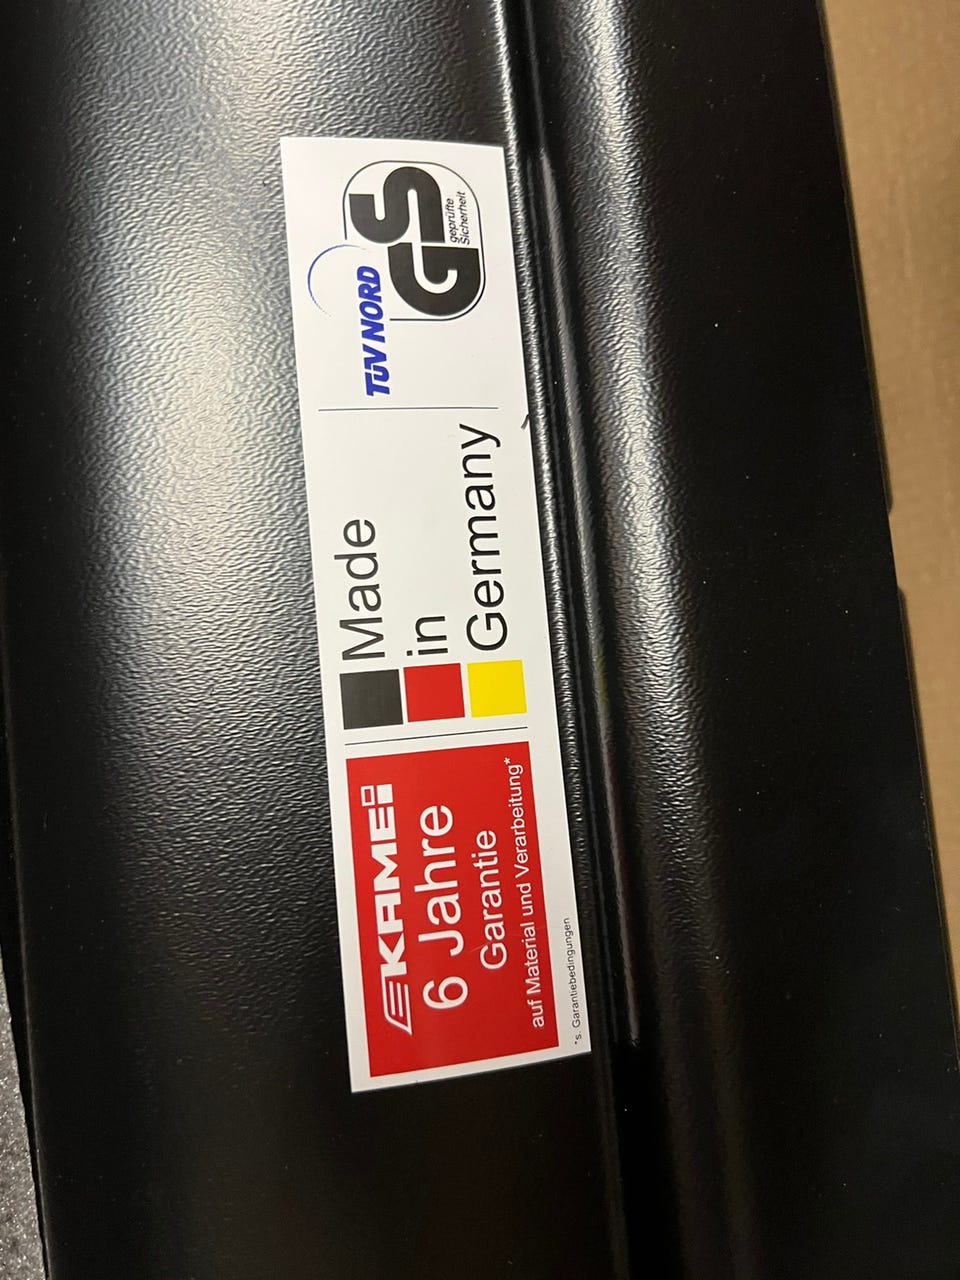 KAMEI
6 Jahre
Garantie
auf Material und Verarbeitung*
*s. Garantiebedingungen
Made
in
Germany
TÜV NORD
GS
geprüfte
Sicherheit